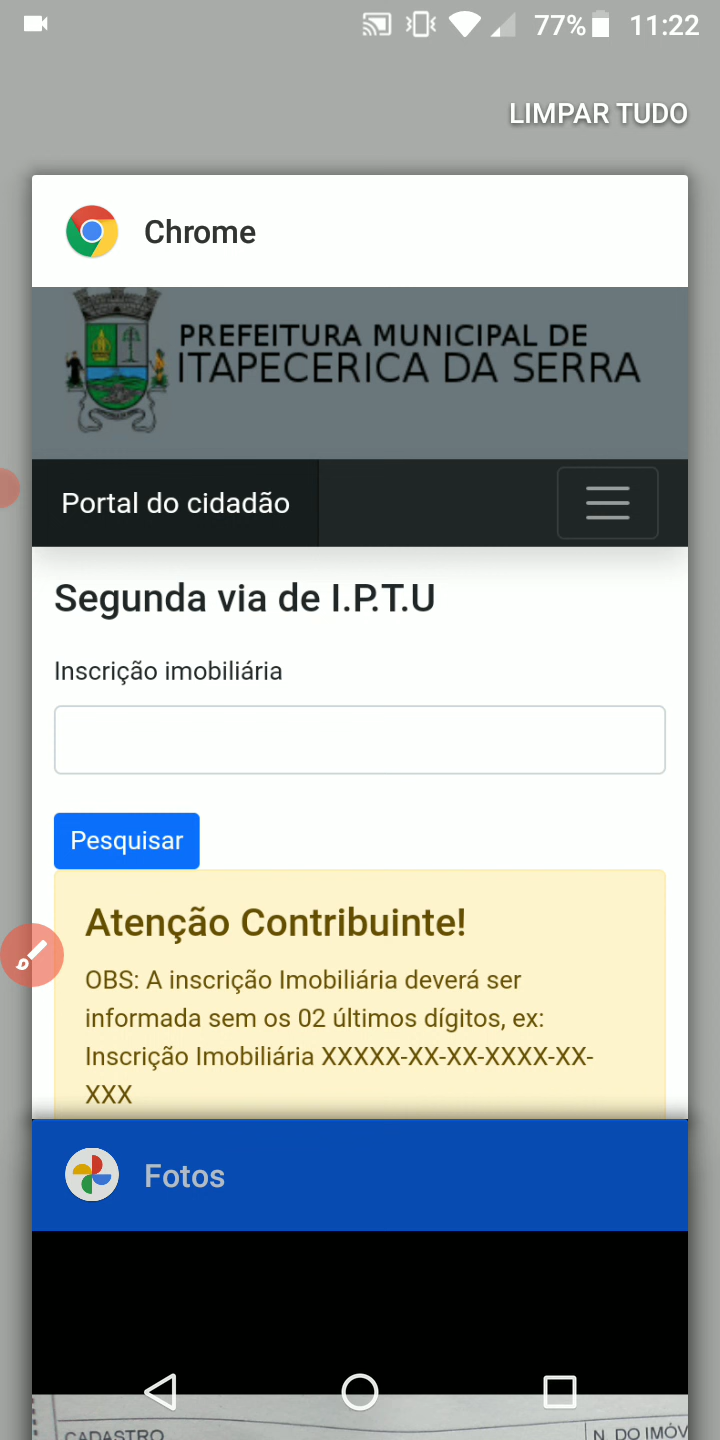 77% 11:22
LIMPAR TUDO
Chrome
PREFEITURA MUNICIPAL DE
ITAPECERICA DA SERRA
Portal do cidadão
Segunda via de I.P.T.U
Inscrição imobiliária
Pesquisar
Atenção Contribuinte!
OBS: A inscrição Imobiliária deverá ser
informada sem os 02 últimos dígitos, ex:
Inscrição Imobiliária XXXXX-XX-XX-XXXX-XX-
XXX
Fotos
CADASTRO N. DO IMÓV